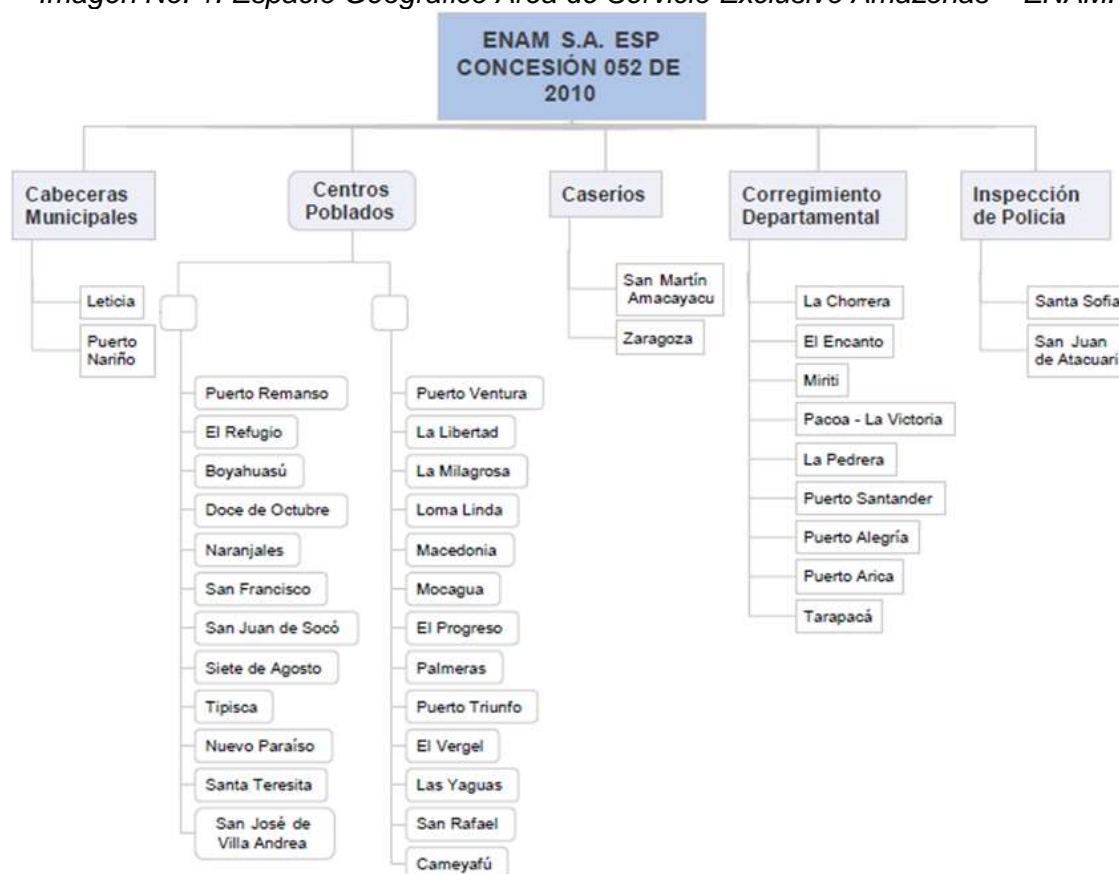 Imagen No. 1. Espacio Geográfico Área de Servicio Exclusivo Amazonas – ENAM.
ENAM S.A. ESP
CONCESIÓN 052 DE
2010
Cabeceras
Municipales
Leticia
Puerto
Nariño
Centros
Poblados
Puerto Remanso
El Refugio
Boyahuasú
Doce de Octubre
Naranjales
San Francisco
San Juan de Socó
Siete de Agosto
Tipisca
Nuevo Paraíso
Santa Teresita
San José de
Villa Andrea
Puerto Ventura
La Libertad
La Milagrosa
Loma Linda
Macedonia
Mocagua
El Progreso
Palmeras
Puerto Triunfo
El Vergel
Las Yaguas
San Rafael
Cameyafú
Caseríos
San Martín
Amacayacu
Zaragoza
Corregimiento
Departamental
La Chorrera
El Encanto
Miriti
Pacoa - La Victoria
La Pedrera
Puerto Santander
Puerto Alegría
Puerto Arica
Tarapacá
Inspección
de Policía
Santa Sofia
San Juan
de Atacuari